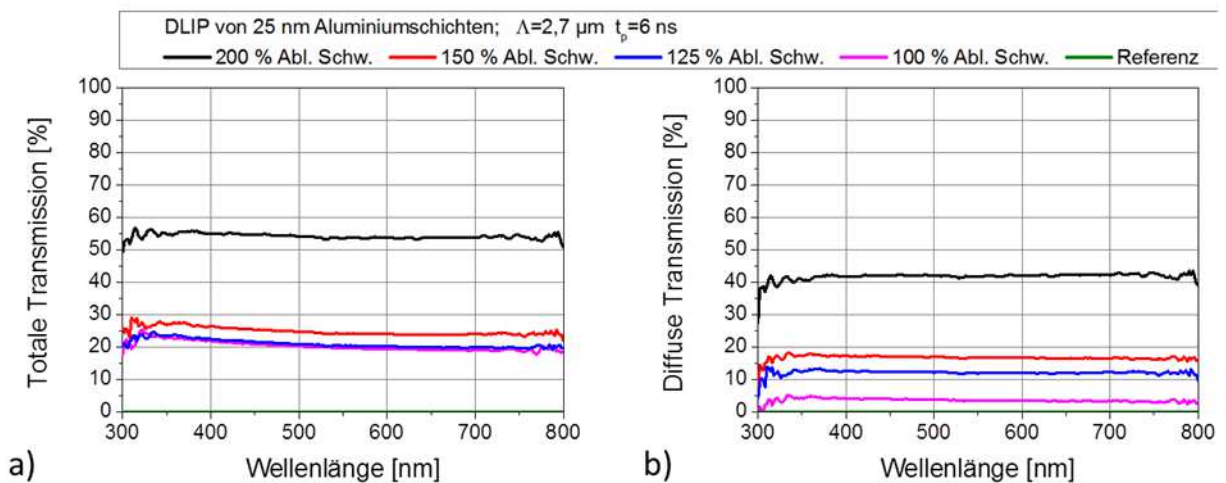 DLIP von 25 nm Aluminiumschichten; Λ=2,7 µm tp=6 ns
200 % Abl. Schw. 150 % Abl. Schw. 125 % Abl. Schw. 100 % Abl. Schw. Referenz
Totale Transmission [%]
100
90
80
70
60
50
40
30
20
10
0
300 400 500 600 700 800
Wellenlänge [nm]
a)
Diffuse Transmission [%]
100
90
80
70
60
50
40
30
20
10
0
300 400 500 600 700 800
Wellenlänge [nm]
b)